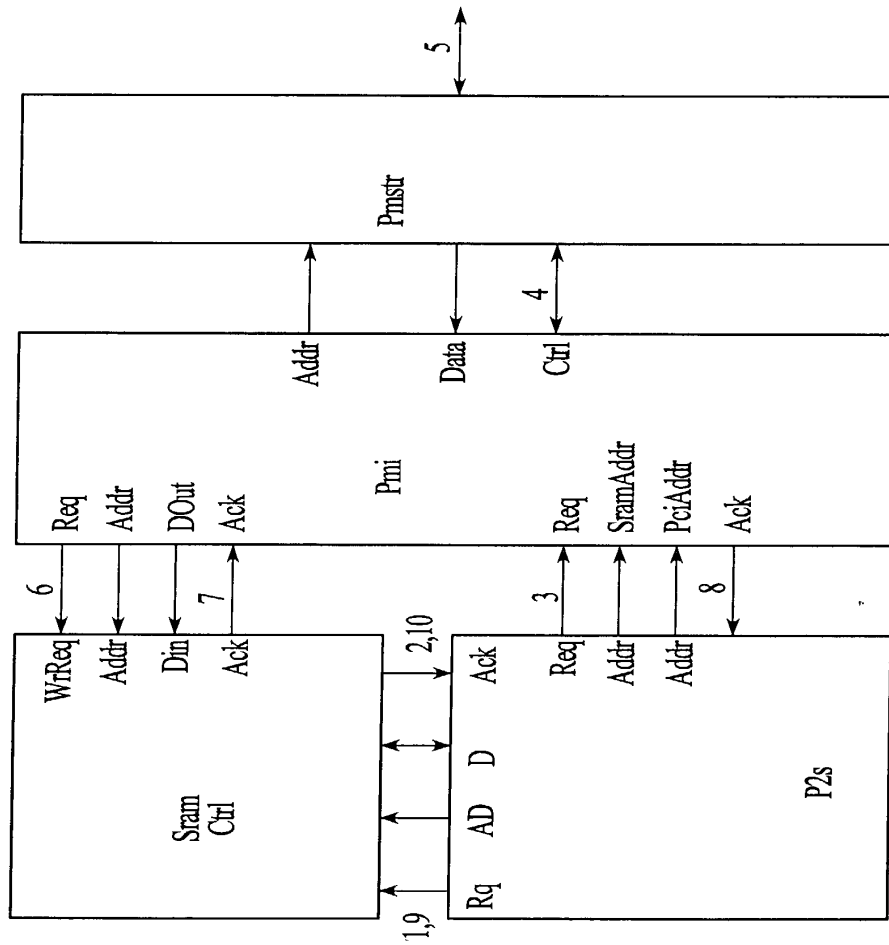 WrReq 6 Req
Addr Addr
Din DOut
Sram
Ctrl
Ack 7 Ack
Addr
Pmi
Pmstr
1,9
2,10
Data
5
Rq
AD
D
Ack
4
Ctrl
Req 3 Req
Addr SramAddr
Addr PciAddr
8
Ack
P2s